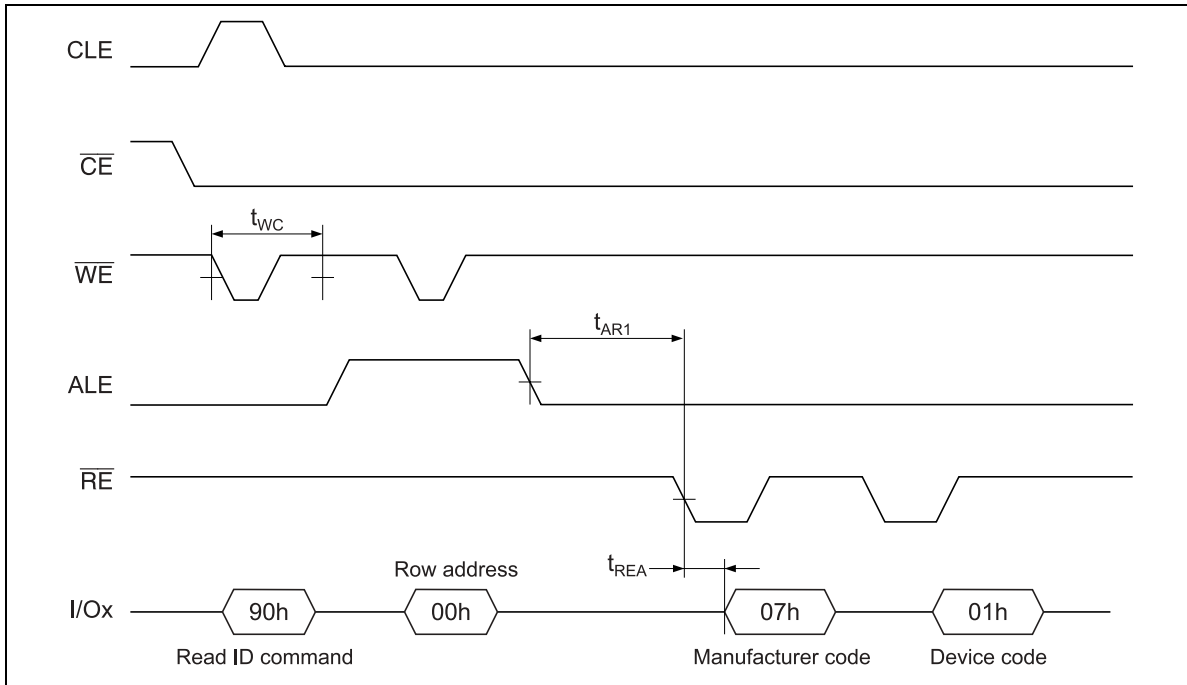 CLE
CE
tWC
WE
tAR1
ALE
RE
tREA
Row address
I/Ox
90h
00h
07h
01h
Read ID command
Manufacturer code
Device code